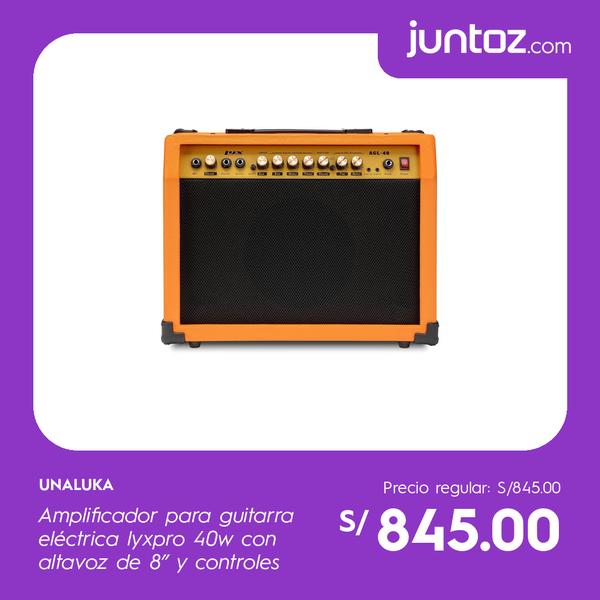 juntoz.com
LYX
AGL-40
UNALUKA
Amplificador para guitarra
eléctrica lyxpro 40w con
altavoz de 8” y controles
Precio regular: S/845.00
S/ 845.00